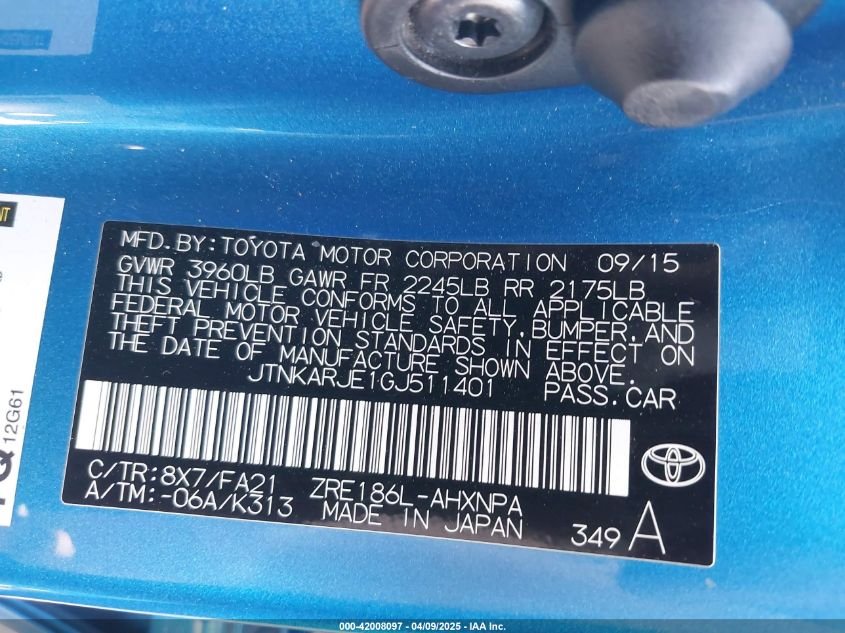 MFD.BY:TOYOTA MOTOR CORPORATION 09/15
GVWR 3960LB GAWR FR 2245LB RR 2175LB
THIS VEHICLE CONFORMS TO ALL APPLICABLE
FEDERAL MOTOR VEHICLE SAFETY,BUMPER,AND
THEFT PREVENTION STANDARDS IN EFFECT ON
THE DATE OF MANUFACTURE SHOWN ABOVE.
JTNKARJE1GJ511401 PASS.CAR
C/TR:8X7/FA21 ZRE186L-AHXNPA
A/TM:-06A/K313 MADE IN JAPAN 349 A
12G61
000-42008097 - 04/09/2025 - IAA Inc.